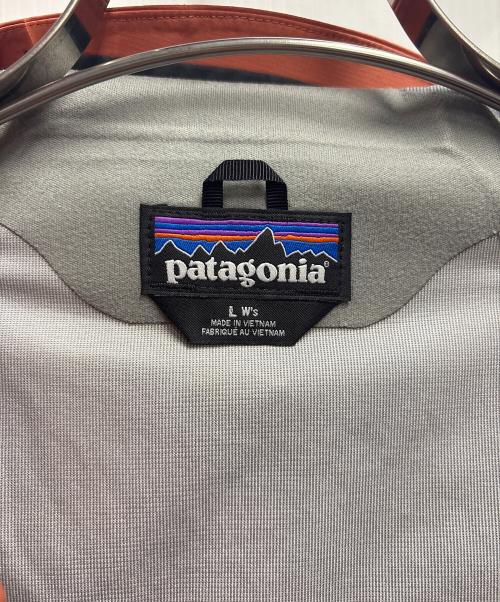 patagonia®
L W's
MADE IN VIETNAM
FABRIQUÉ AU VIETNAM